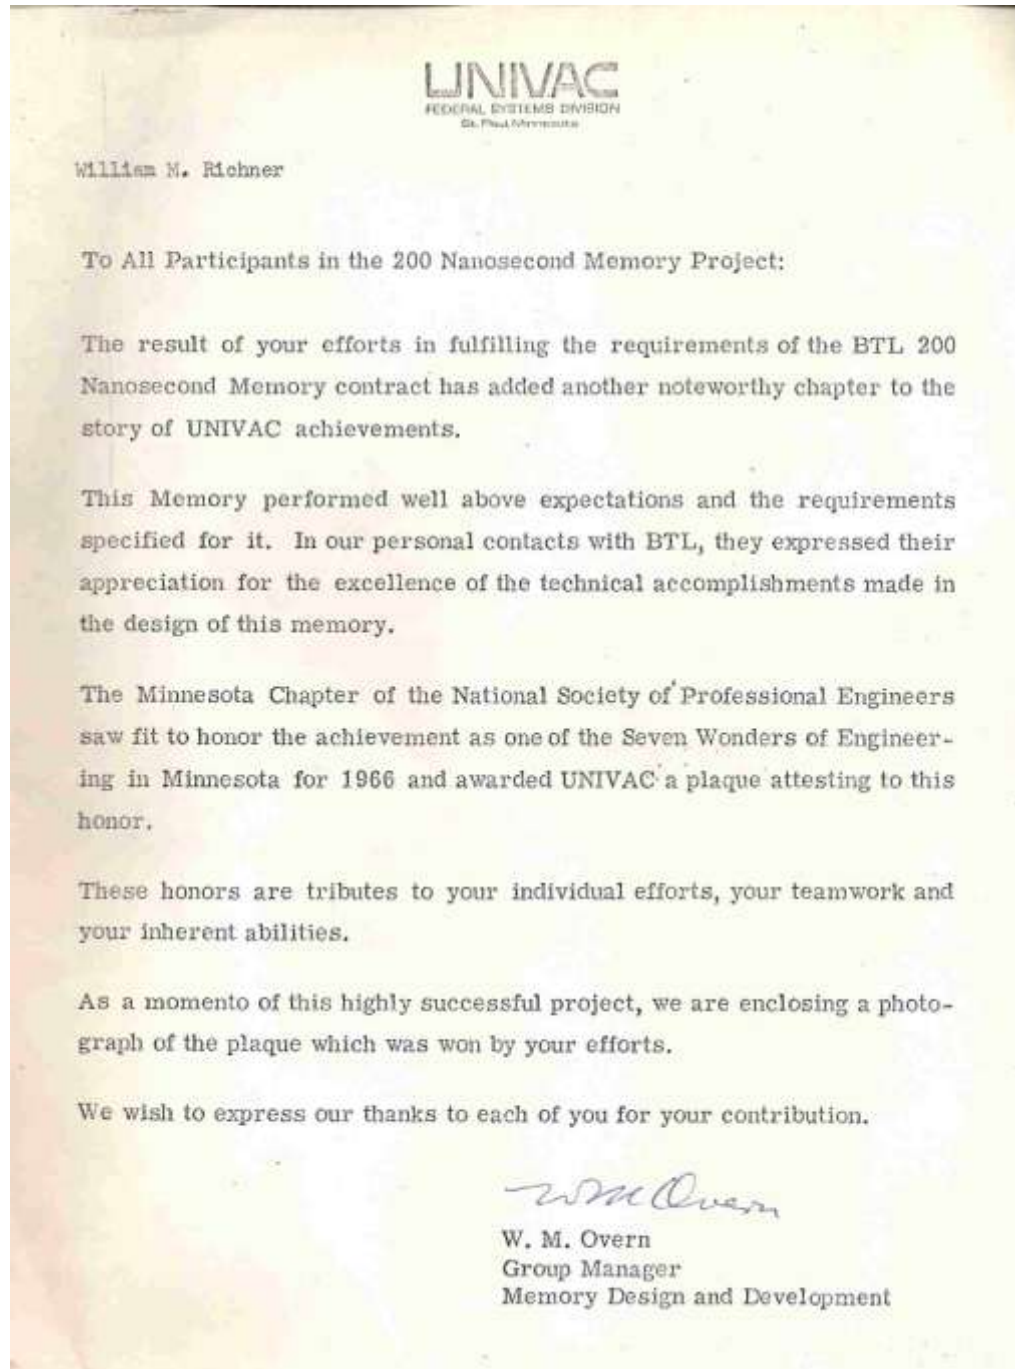 UNIVAC
FEDERAL SYSTEMS DIVISION
St. Paul, Minnesota
William M. Richner
To All Participants in the 200 Nanosecond Memory Project:
The result of your efforts in fulfilling the requirements of the BTL 200
Nanosecond Memory contract has added another noteworthy chapter to the
story of UNIVAC achievements.
This Memory performed well above expectations and the requirements
specified for it. In our personal contacts with BTL, they expressed their
appreciation for the excellence of the technical accomplishments made in
the design of this memory.
The Minnesota Chapter of the National Society of Professional Engineers
saw fit to honor the achievement as one of the Seven Wonders of Engineer-
ing in Minnesota for 1966 and awarded UNIVAC a plaque attesting to this
honor.
These honors are tributes to your individual efforts, your teamwork and
your inherent abilities.
As a momento of this highly successful project, we are enclosing a photo-
graph of the plaque which was won by your efforts.
We wish to express our thanks to each of you for your contribution.
W M Overn
W. M. Overn
Group Manager
Memory Design and Development